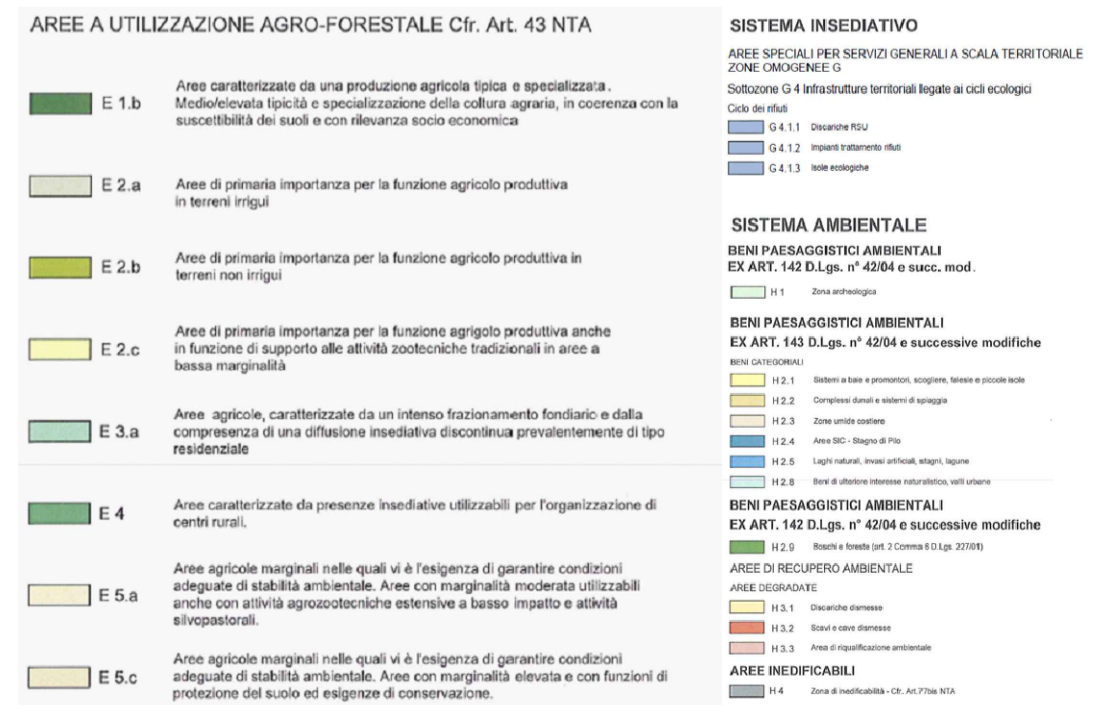 AREE A UTILIZZAZIONE AGRO-FORESTALE Cfr. Art. 43 NTA
E 1.b
Aree caratterizzate da una produzione agricola tipica e specializzata.
Medio/elevata tipicità e specializzazione della coltura agraria, in coerenza con la
suscettibilità dei suoli e con rilevanza socio economica
E 2.a
Aree di primaria importanza per la funzione agricolo produttiva
in terreni irrigui
E 2.b
Aree di primaria importanza per la funzione agricolo produttiva in
terreni non irrigui
E 2.c
Aree di primaria importanza per la funzione agrigolo produttiva anche
in funzione di supporto alle attività zootecniche tradizionali in aree a
bassa marginalità
E 3.a
Aree agricole, caratterizzate da un intenso frazionamento fondiario e dalla
compresenza di una diffusione insediativa discontinua prevalentemente di tipo
residenziale
E 4
Aree caratterizzate da presenze insediative utilizzabili per l'organizzazione di
centri rurali.
E 5.a
Aree agricole marginali nelle quali vi è l'esigenza di garantire condizioni
adeguate di stabilità ambientale. Aree con marginalità moderata utilizzabili
anche con attività agrozootecniche estensive a basso impatto e attività
silvopastorali.
E 5.c
Aree agricole marginali nelle quali vi è l'esigenza di garantire condizioni
adeguate di stabilità ambientale. Aree con marginalità elevata e con funzioni di
protezione del suolo ed esigenze di conservazione.
SISTEMA INSEDIATIVO
AREE SPECIALI PER SERVIZI GENERALI A SCALA TERRITORIALE
ZONE OMOGENEE G
Sottozone G 4 Infrastrutture territoriali llegate ai cicli ecologici
Ciclo dei rifiuti
G 4.1.1 Discariche RSU
G 4.1.2 Impianti trattamento rifiuti
G 4.1.3 Isole ecologiche
SISTEMA AMBIENTALE
BENI PAESAGGISTICI AMBIENTALI
EX ART. 142 D.Lgs. n° 42/04 e succ. mod.
H 1 Zona archeologica
BENI PAESAGGISTICI AMBIENTALI
EX ART. 143 D.Lgs. n° 42/04 e successive modifiche
BENI CATEGORIALI
H 2.1 Sistemi a baie e promontori, scogliere, falesie e piccole isole
H 2.2 Complessi dunali e sistemi di spiaggia
H 2.3 Zone umide costiere
H 2.4 Aree SIC - Stagno di Pilo
H 2.5 Laghi naturali, invasi artificiali, stagni, lagune
H 2.8 Beni di ulteriore interesse naturalistico, valli urbane
BENI PAESAGGISTICI AMBIENTALI
EX ART. 142 D.Lgs. n° 42/04 e successive modifiche
H 2.9 Boschi e foreste (art. 2 Comma 6 D.Lgs. 227/01)
AREE DI RECUPERO AMBIENTALE
AREE DEGRADATE
H 3.1 Discariche dismesse
H 3.2 Scavi e cave dismesse
H 3.3 Area di riqualificazione ambientale
AREE INEDIFICABILI
H 4 Zona di inedificabilità - Cfr. Art.77bis NTA